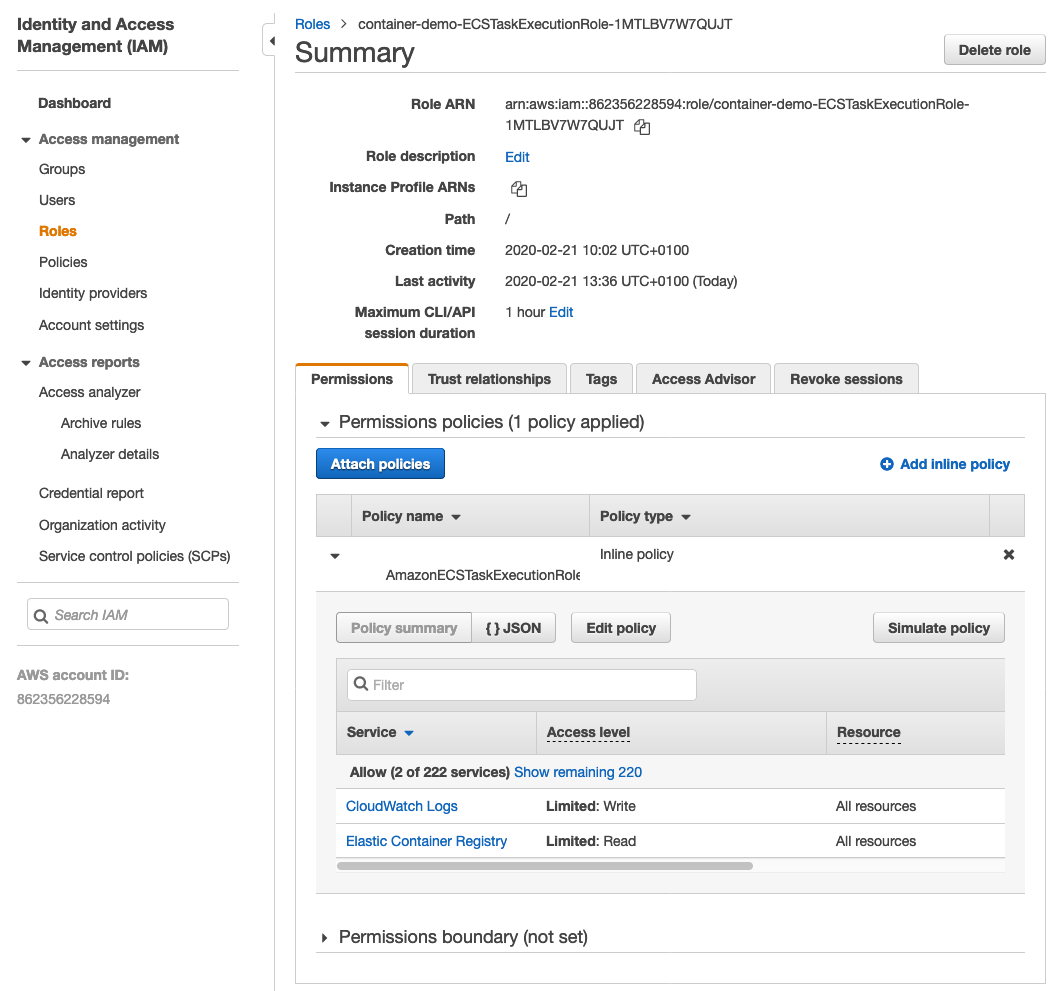 Identity and Access
Management (IAM)
Dashboard
Access management
Groups
Users
Roles
Policies
Identity providers
Account settings
Access reports
Access analyzer
Archive rules
Analyzer details
Credential report
Organization activity
Service control policies (SCPs)
Search IAM
AWS account ID:
862356228594
Roles > container-demo-ECSTaskExecutionRole-1MTLBV7W7QUJT
Summary
Delete role
Role ARN arn:aws:iam::862356228594:role/container-demo-ECSTaskExecutionRole-
1MTLBV7W7QUJT
Role description Edit
Instance Profile ARNs
Path /
Creation time 2020-02-21 10:02 UTC+0100
Last activity 2020-02-21 13:36 UTC+0100 (Today)
Maximum CLI/API 1 hour Edit
session duration
Permissions Trust relationships Tags Access Advisor Revoke sessions
Permissions policies (1 policy applied)
Attach policies Add inline policy
Policy name Policy type
Inline policy
AmazonECSTaskExecutionRole
Policy summary { } JSON Edit policy Simulate policy
Filter
Service Access level Resource
Allow (2 of 222 services) Show remaining 220
CloudWatch Logs Limited: Write All resources
Elastic Container Registry Limited: Read All resources
Permissions boundary (not set)